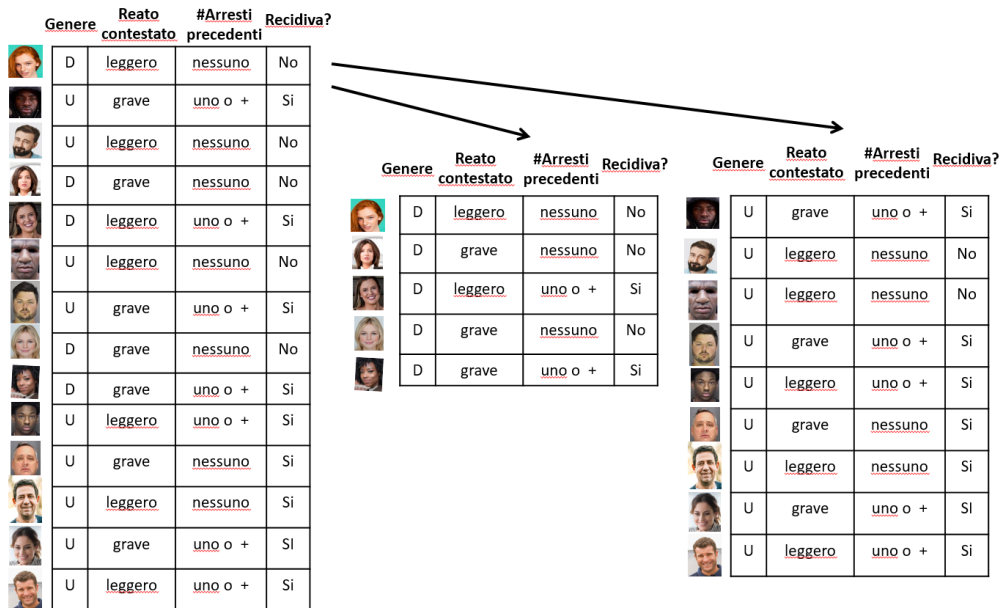 Genere Reato contestato #Arresti precedenti Recidiva?
D leggero nessuno No
U grave uno o + Si
U leggero nessuno No
D grave nessuno No
D leggero uno o + Si
U leggero nessuno No
U grave uno o + Si
D grave nessuno No
D grave uno o + Si
U leggero uno o + Si
U grave nessuno Si
U leggero nessuno Si
U grave uno o + SI
U leggero uno o + Si
Genere Reato contestato #Arresti precedenti Recidiva?
D leggero nessuno No
D grave nessuno No
D leggero uno o + Si
D grave nessuno No
D grave uno o + Si
Genere Reato contestato #Arresti precedenti Recidiva?
U grave uno o + Si
U leggero nessuno No
U leggero nessuno No
U grave uno o + Si
U leggero uno o + Si
U grave nessuno Si
U leggero nessuno Si
U grave uno o + SI
U leggero uno o + Si